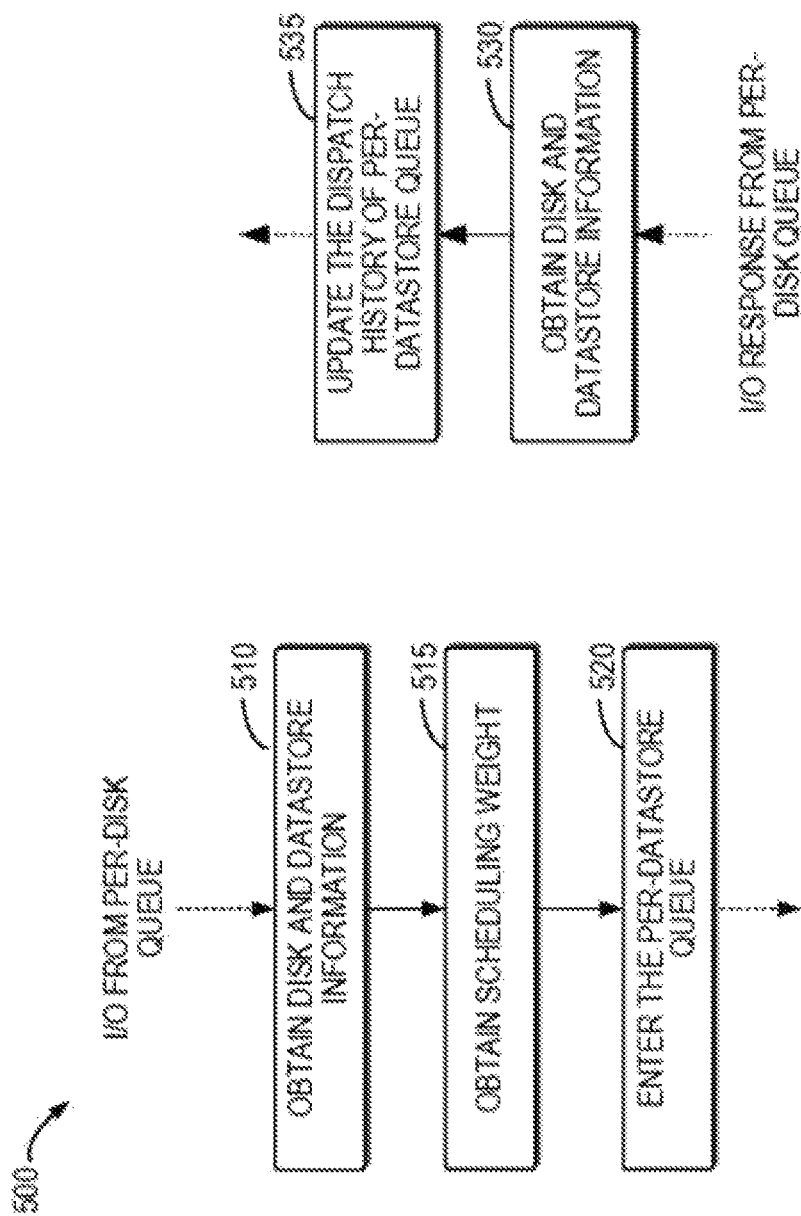 500
I/O FROM PER-DISK
QUEUE
510
OBTAIN DISK AND DATASTORE
INFORMATION
515
OBTAIN SCHEDULING WEIGHT
520
ENTER THE PER-DATASTORE
QUEUE
535
UPDATE THE DISPATCH
HISTORY OF PER-
DATASTORE QUEUE
530
OBTAIN DISK AND
DATASTORE INFORMATION
I/O RESPONSE FROM PER-
DISK QUEUE